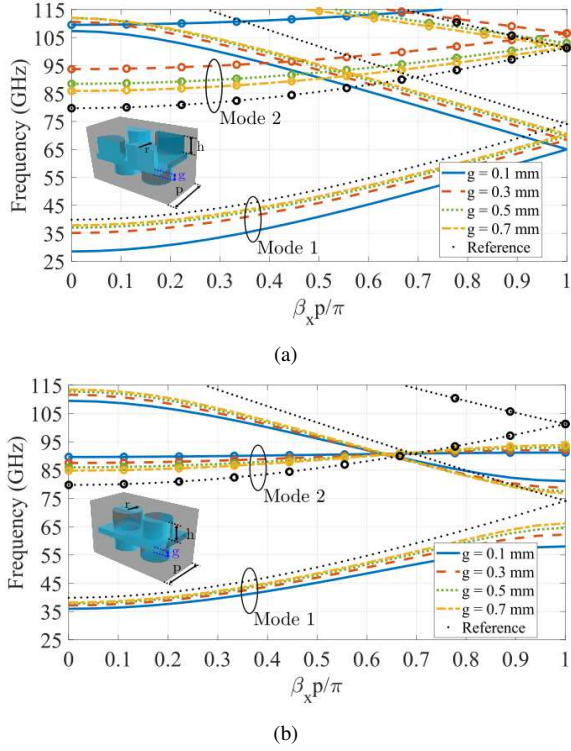 115
105
95
85
75
65
55
45
35
25
Frequency (GHz)
Mode 2
Mode 1
r
h
g
p
g = 0.1 mm
g = 0.3 mm
g = 0.5 mm
g = 0.7 mm
Reference
0 0.1 0.2 0.3 0.4 0.5 0.6 0.7 0.8 0.9 1
βₓp/π
(a)
115
105
95
85
75
65
55
45
35
25
Frequency (GHz)
Mode 2
Mode 1
r
h
g
p
g = 0.1 mm
g = 0.3 mm
g = 0.5 mm
g = 0.7 mm
Reference
0 0.1 0.2 0.3 0.4 0.5 0.6 0.7 0.8 0.9 1
βₓp/π
(b)